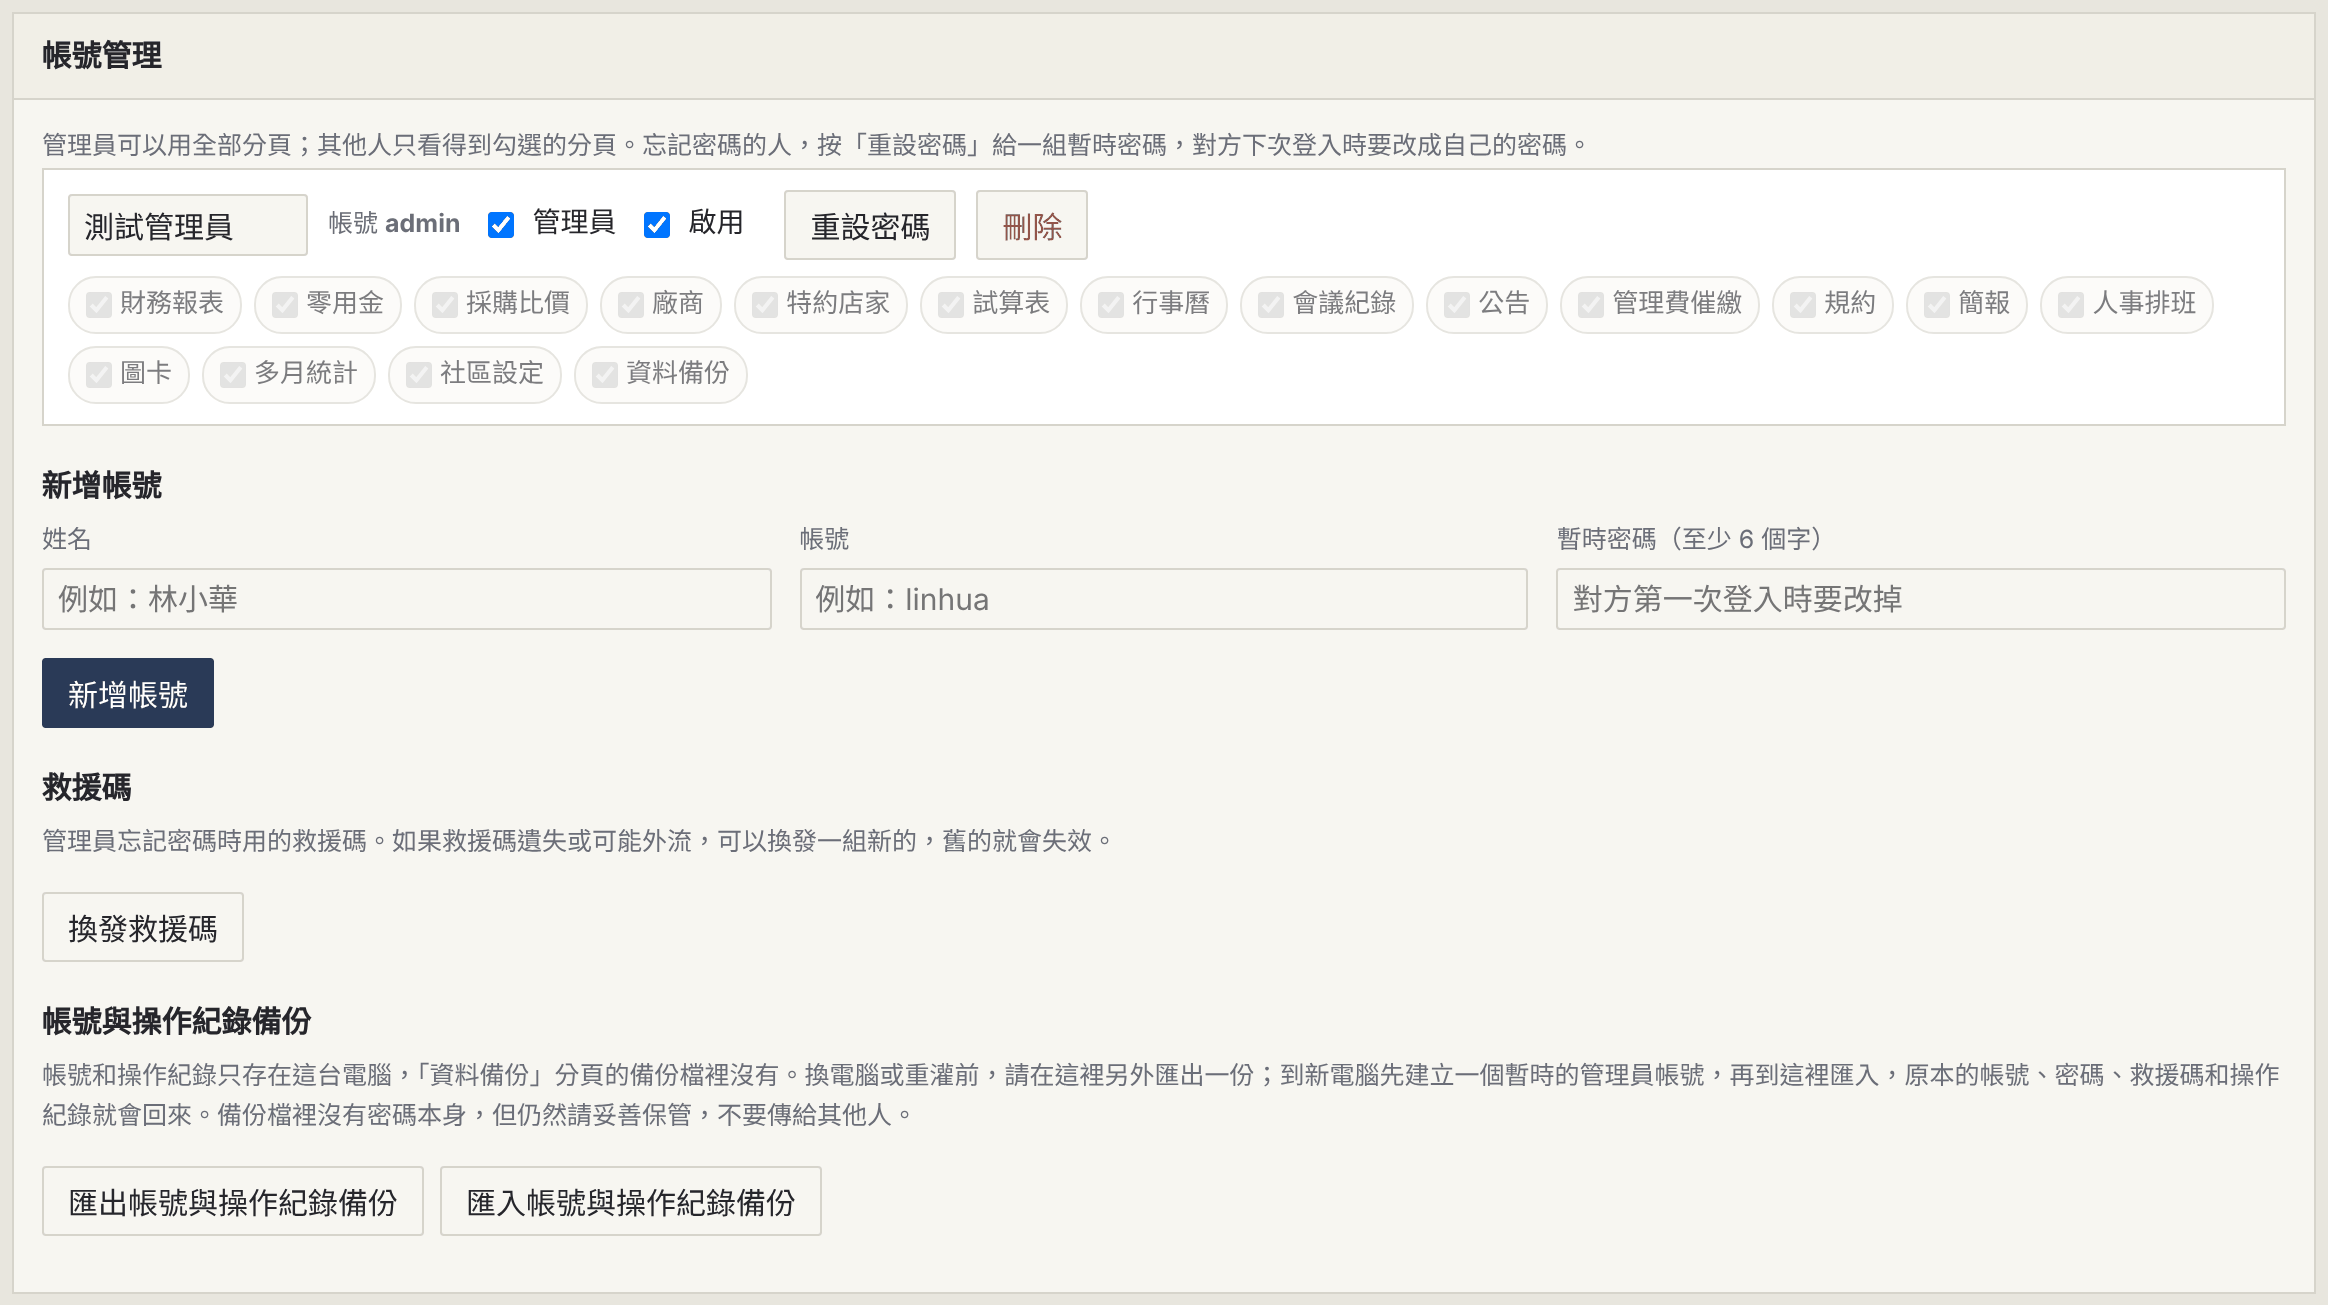 帳號管理
管理員可以用全部分頁；其他人只看得到勾選的分頁。忘記密碼的人，按「重設密碼」給一組暫時密碼，對方下次登入時要改成自己的密碼。
測試管理員 帳號 admin 管理員 啟用 重設密碼 刪除
財務報表 零用金 採購比價 廠商 特約店家 試算表 行事曆 會議紀錄 公告 管理費催繳 規約 簡報 人事排班
圖卡 多月統計 社區設定 資料備份
新增帳號
姓名 帳號 暫時密碼（至少 6 個字）
例如：林小華 例如：linhua 對方第一次登入時要改掉
新增帳號
救援碼
管理員忘記密碼時用的救援碼。如果救援碼遺失或可能外流，可以換發一組新的，舊的就會失效。
換發救援碼
帳號與操作紀錄備份
帳號和操作紀錄只存在這台電腦，「資料備份」分頁的備份檔裡沒有。換電腦或重灌前，請在這裡另外匯出一份；到新電腦先建立一個暫時的管理員帳號，再到這裡匯入，原本的帳號、密碼、救援碼和操作
紀錄就會回來。備份檔裡沒有密碼本身，但仍然請妥善保管，不要傳給其他人。
匯出帳號與操作紀錄備份 匯入帳號與操作紀錄備份